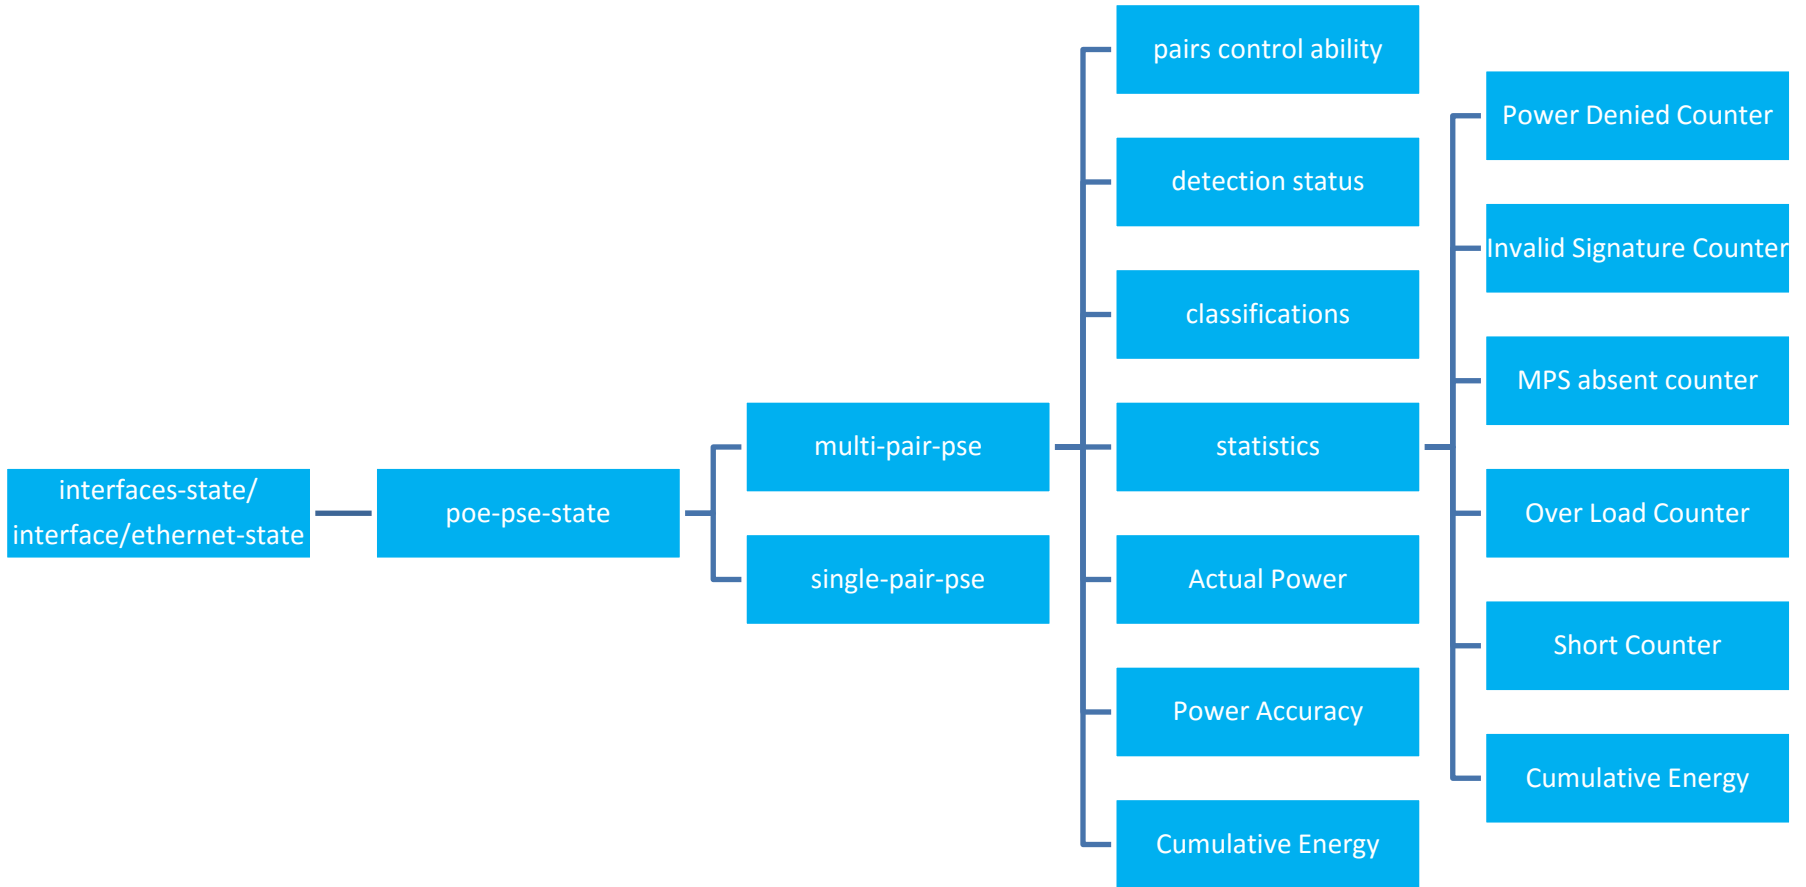 interfaces-state/
interface/ethernet-state
poe-pse-state
multi-pair-pse
single-pair-pse
pairs control ability
detection status
classifications
statistics
Actual Power
Power Accuracy
Cumulative Energy
Power Denied Counter
Invalid Signature Counter
MPS absent counter
Over Load Counter
Short Counter
Cumulative Energy